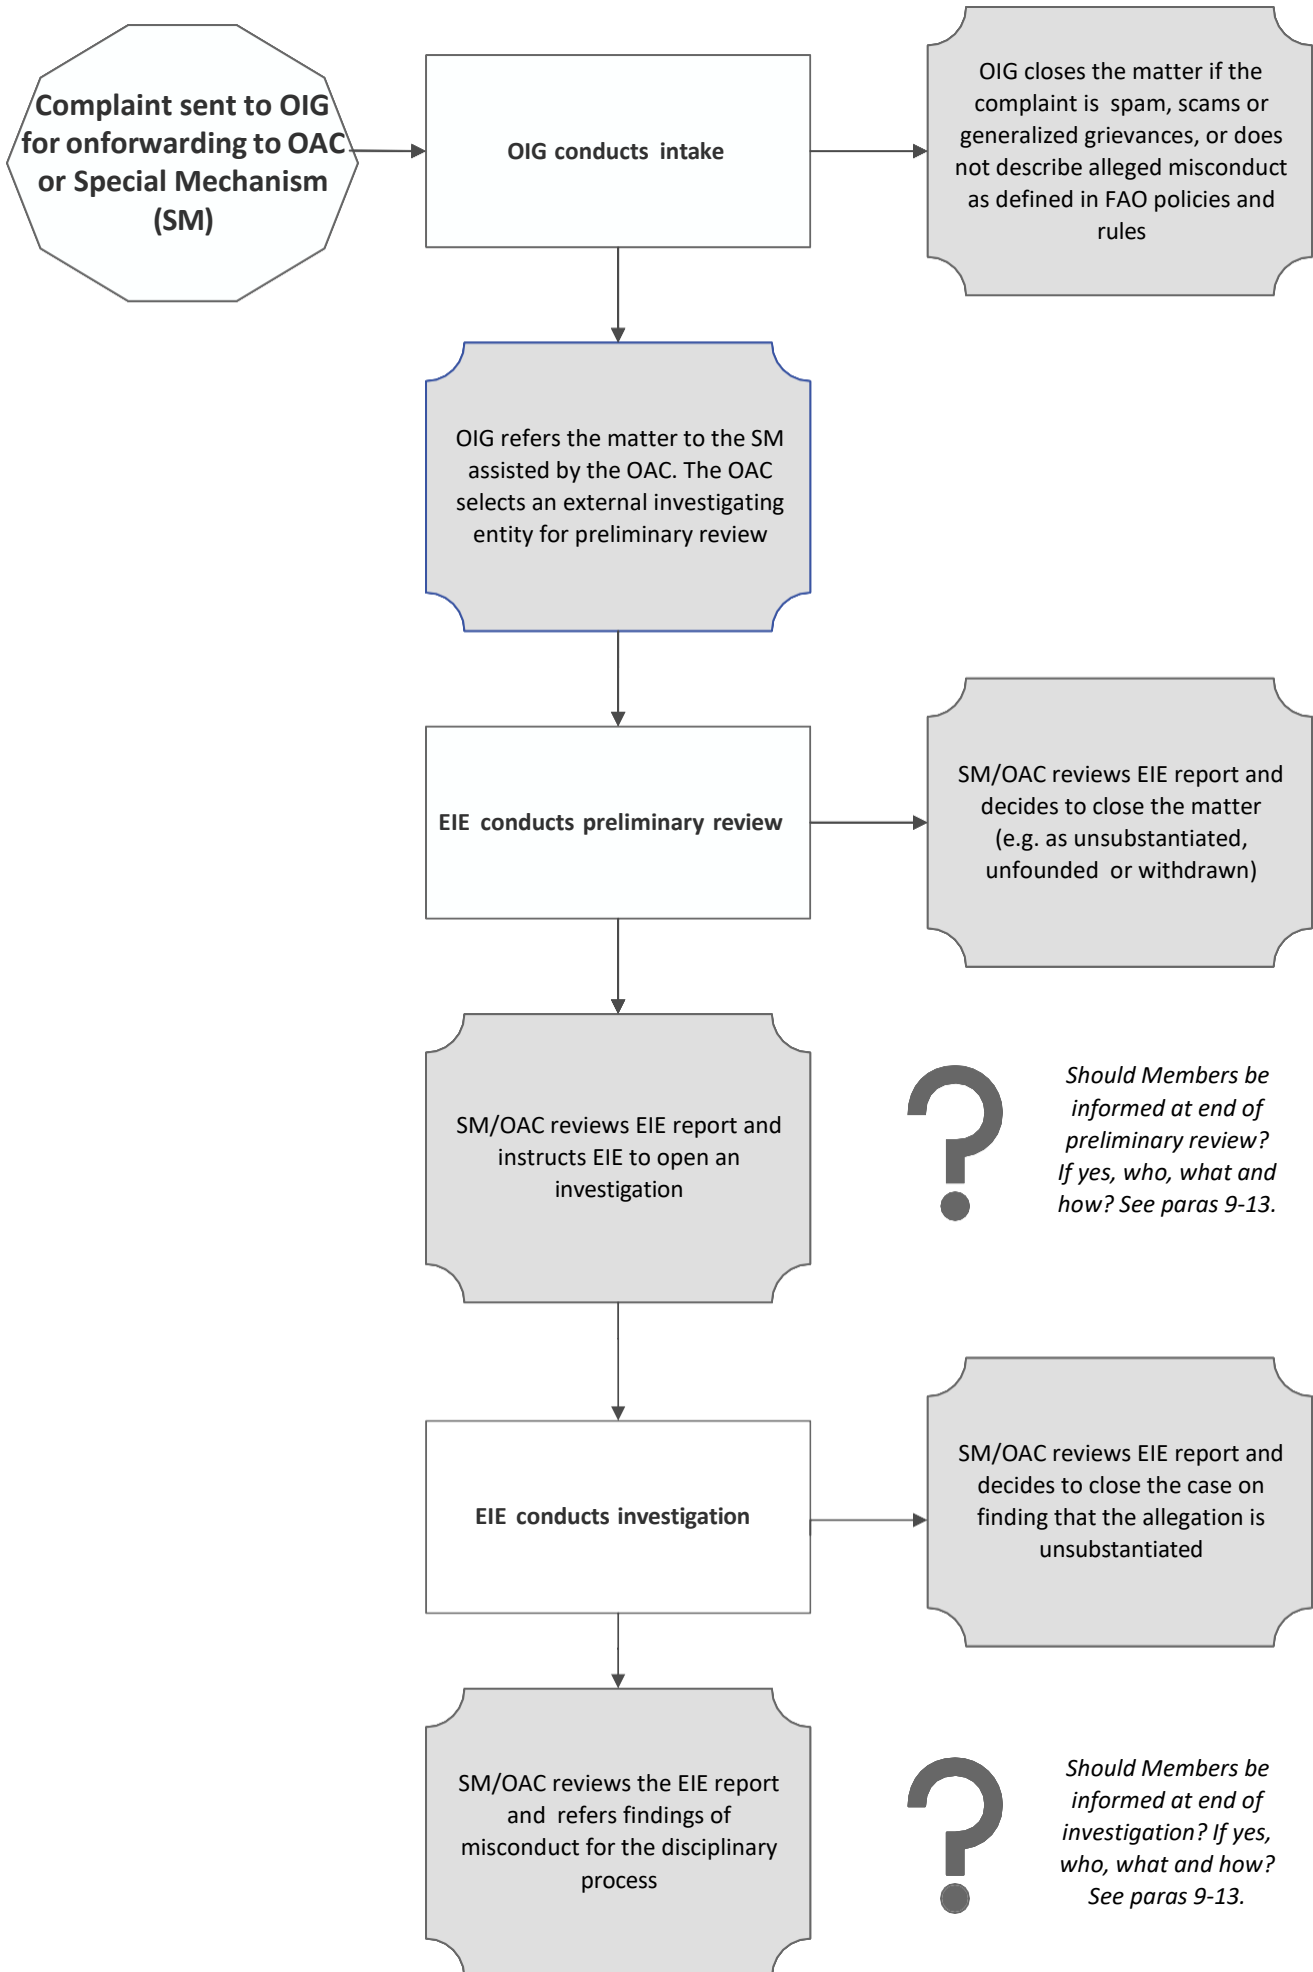 Complaint sent to OIG
for onforwarding to OAC
or Special Mechanism
(SM)
OIG conducts intake
OIG closes the matter if the
complaint is spam, scams or
generalized grievances, or does
not describe alleged misconduct
as defined in FAO policies and
rules
OIG refers the matter to the SM
assisted by the OAC. The OAC
selects an external investigating
entity for preliminary review
EIE conducts preliminary review
SM/OAC reviews EIE report and
decides to close the matter
(e.g. as unsubstantiated,
unfounded or withdrawn)
SM/OAC reviews EIE report and
instructs EIE to open an
investigation
?
Should Members be
informed at end of
preliminary review?
If yes, who, what and
how? See paras 9-13.
EIE conducts investigation
SM/OAC reviews EIE report and
decides to close the case on
finding that the allegation is
unsubstantiated
SM/OAC reviews the EIE report
and refers findings of
misconduct for the disciplinary
process
?
Should Members be
informed at end of
investigation? If yes,
who, what and how?
See paras 9-13.